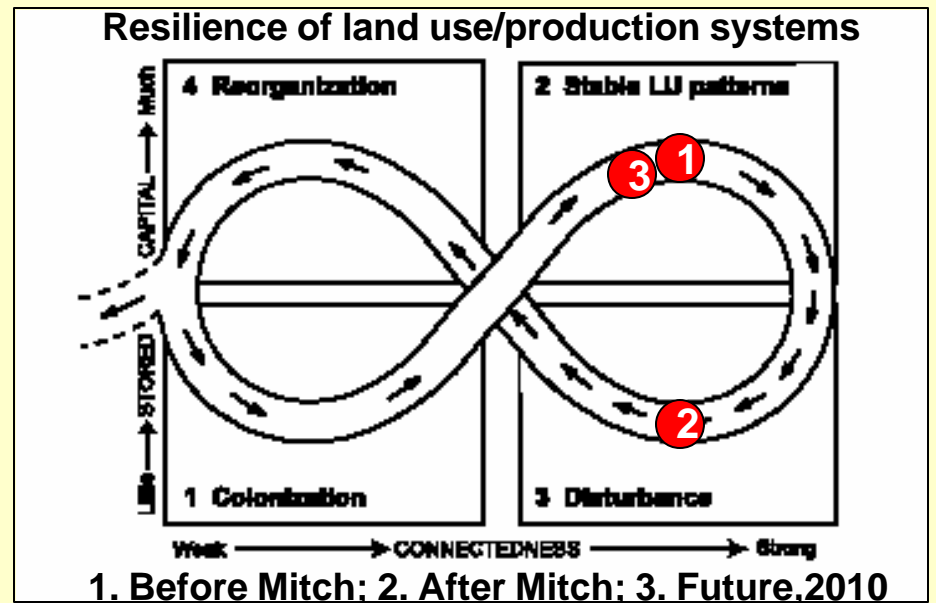 Resilience of land use/production systems
4 Reorganization
2 Stable LU patterns
3
1
2
Little STORED CAPITAL Much
1 Colonization
3 Disturbance
Weak CONNECTEDNESS Strong
1. Before Mitch; 2. After Mitch; 3. Future,2010